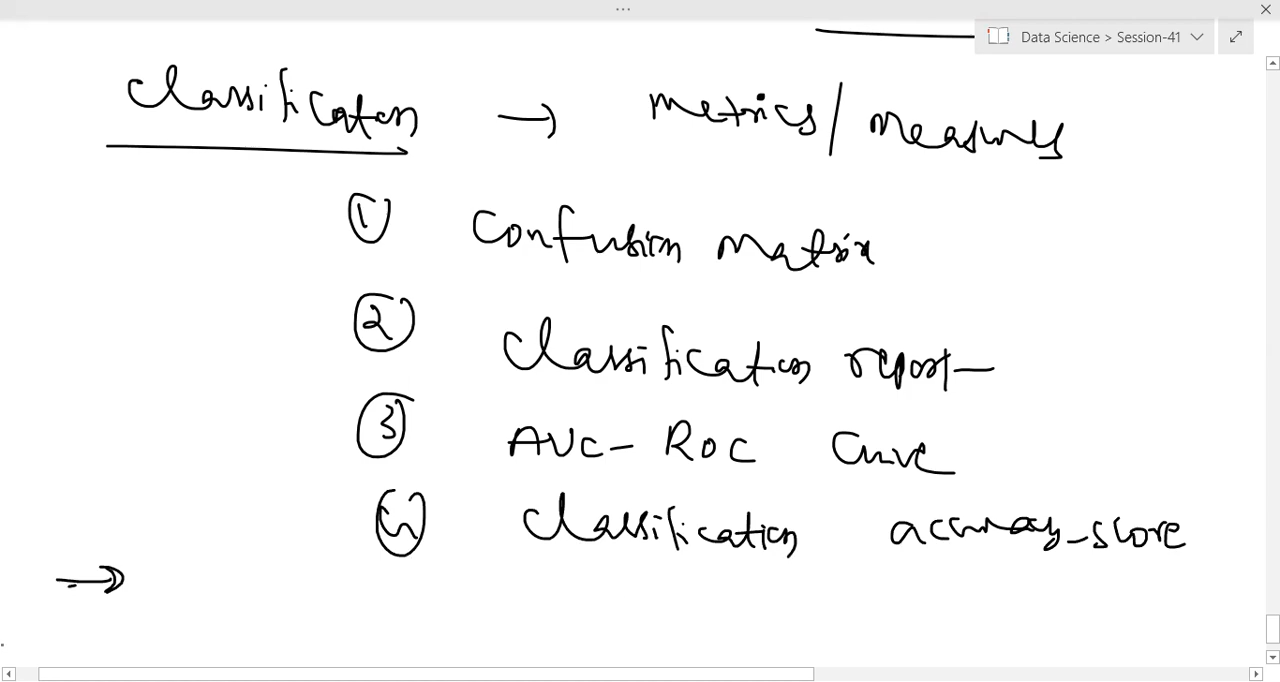 ...
Data Science > Session-41
Classification → metrics/measures
① Confusion matrix
② Classification report
③ AUC-ROC Curve
④ Classification accuracy_score
→